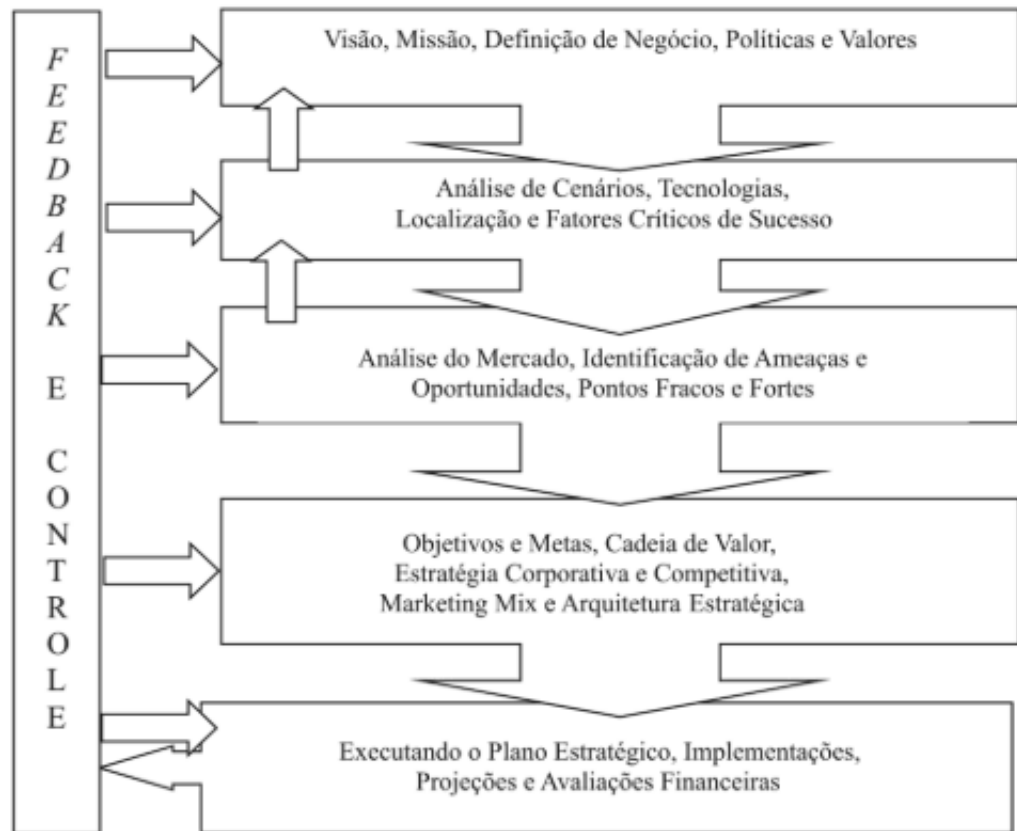 FEEDBACK E CONTROLE
Visão, Missão, Definição de Negócio, Políticas e Valores
Análise de Cenários, Tecnologias,
Localização e Fatores Críticos de Sucesso
Análise do Mercado, Identificação de Ameaças e
Oportunidades, Pontos Fracos e Fortes
Objetivos e Metas, Cadeia de Valor,
Estratégia Corporativa e Competitiva,
Marketing Mix e Arquitetura Estratégica
Executando o Plano Estratégico, Implementações,
Projeções e Avaliações Financeiras